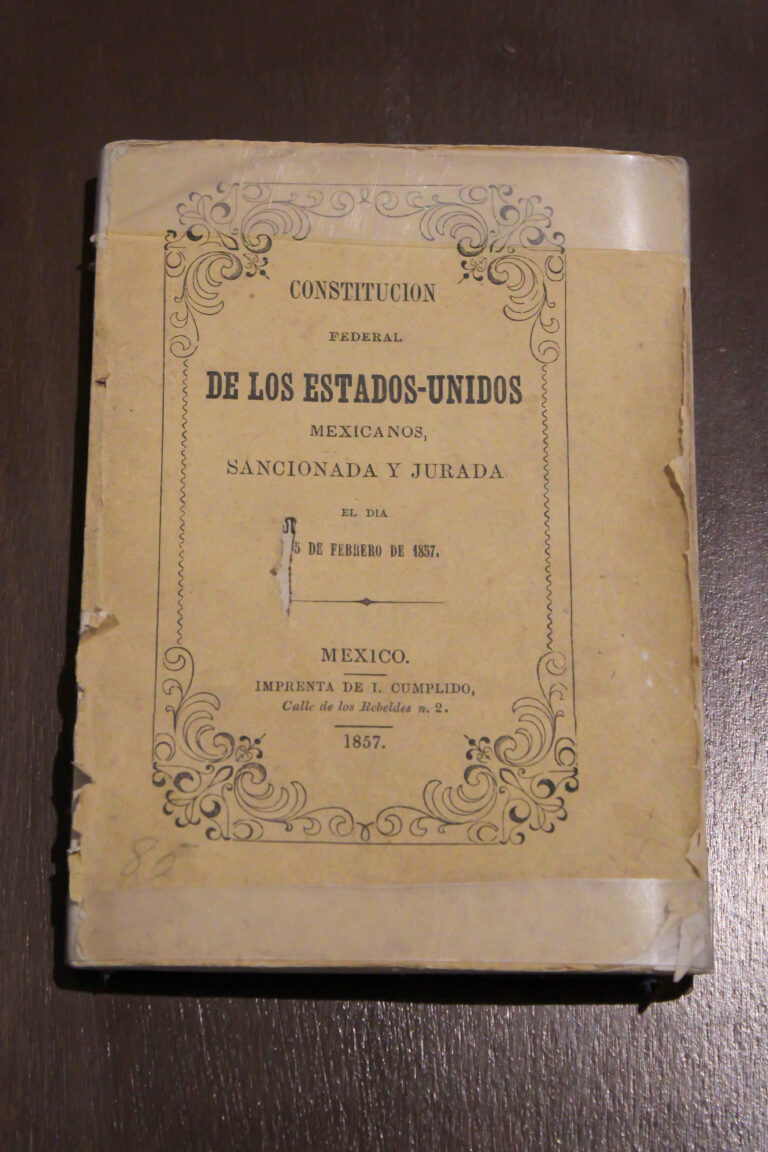 CONSTITUCION
FEDERAL
DE LOS ESTADOS-UNIDOS
MEXICANOS,
SANCIONADA Y JURADA
EL DIA
5 DE FEBRERO DE 1857.
MEXICO.
IMPRENTA DE I. CUMPLIDO,
Calle de los Rebeldes n. 2.
1857.